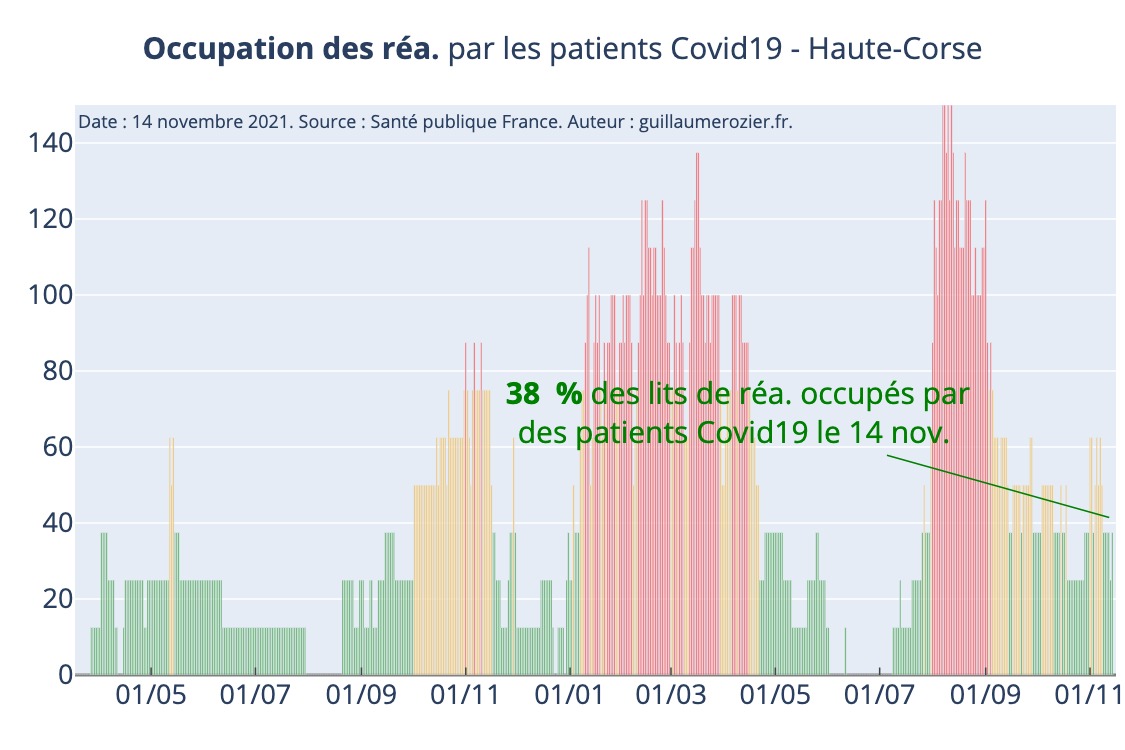 Occupation des réa. par les patients Covid19 - Haute-Corse
Date : 14 novembre 2021. Source : Santé publique France. Auteur : guillaumerozier.fr.
140
120
100
80
60
40
20
0
38 % des lits de réa. occupés par
des patients Covid19 le 14 nov.
01/05 01/07 01/09 01/11 01/01 01/03 01/05 01/07 01/09 01/11